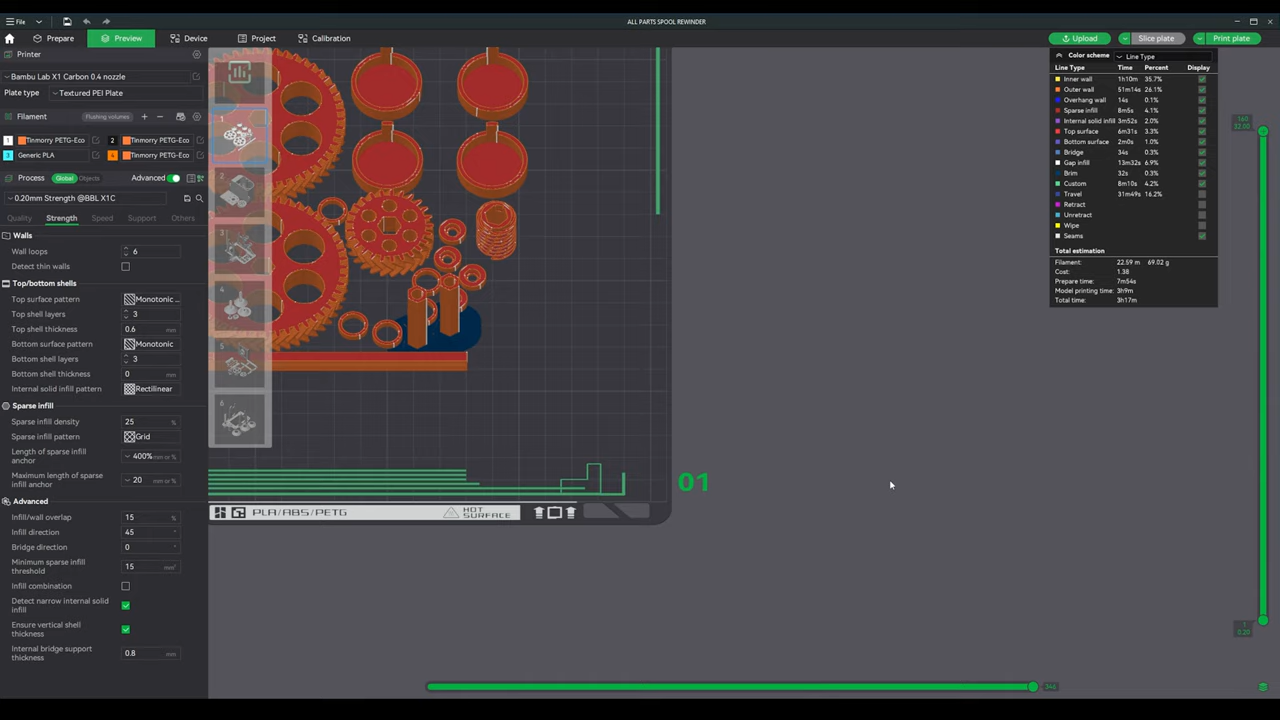 File
ALL PARTS SPOOL REWINDER
Prepare
Preview
Device
Project
Calibration
Upload
Slice plate
Print plate
Printer
Bambu Lab X1 Carbon 0.4 nozzle
Plate type
Textured PEI Plate
Filament
Flushing volumes
1 Tinmorry PETG-Eco
2 Tinmorry PETG-Eco
3 Generic PLA
4 Tinmorry PETG-Eco
Process
Global
Objects
Advanced
0.20mm Strength @BBL X1C
Quality
Strength
Speed
Support
Others
Walls
Wall loops 6
Detect thin walls
Top/bottom shells
Top surface pattern Monotonic ...
Top shell layers 3
Top shell thickness 0.6 mm
Bottom surface pattern Monotonic
Bottom shell layers 3
Bottom shell thickness 0 mm
Internal solid infill pattern Rectilinear
Sparse infill
Sparse infill density 25 %
Sparse infill pattern Grid
Length of sparse infill
anchor 400% mm or %
Maximum length of sparse
infill anchor 20 mm or %
Advanced
Infill/wall overlap 15 %
Infill direction 45 °
Bridge direction 0 °
Minimum sparse infill
threshold 15 mm²
Infill combination
Detect narrow internal solid
infill
Ensure vertical shell
thickness
Internal bridge support
thickness 0.8 mm
1
2
3
4
5
6
01
PLA/ABS/PETG
HOT
SURFACE
Color scheme Line Type
Line Type Time Percent Display
Inner wall 1h10m 35.7%
Outer wall 51m14s 26.1%
Overhang wall 14s 0.1%
Sparse infill 8m5s 4.1%
Internal solid infill 3m52s 2.0%
Top surface 6m31s 3.3%
Bottom surface 2m0s 1.0%
Bridge 34s 0.3%
Gap infill 13m32s 6.9%
Brim 32s 0.3%
Custom 8m10s 4.2%
Travel 31m49s 16.2%
Retract
Unretract
Wipe
Seams
Total estimation
Filament: 22.59 m 69.02 g
Cost: 1.38
Prepare time: 7m54s
Model printing time: 3h9m
Total time: 3h17m
160
32.00
1
0.20